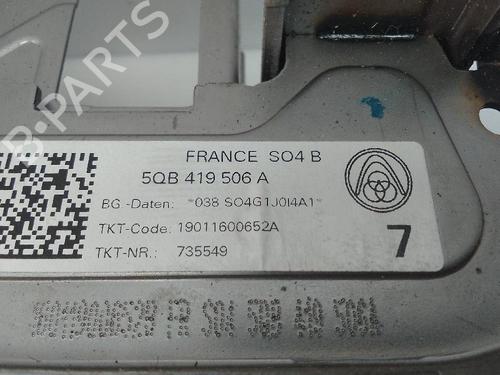 B-PARTS
FRANCE SO4 B
5QB 419 506 A
BG -Daten: *038 SO4G1J0I4A1*
TKT-Code: 19011600652A
TKT-NR.: 735549
7